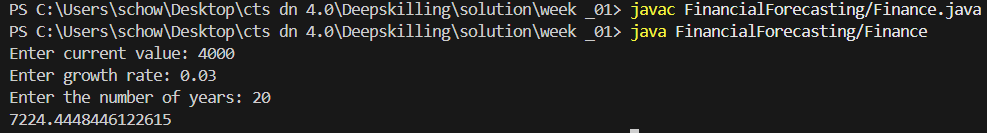 PS C:\Users\schow\Desktop\cts dn 4.0\Deepskilling\solution\week _01> javac FinancialForecasting/Finance.java
PS C:\Users\schow\Desktop\cts dn 4.0\Deepskilling\solution\week _01> java FinancialForecasting/Finance
Enter current value: 4000
Enter growth rate: 0.03
Enter the number of years: 20
7224.4448446122615